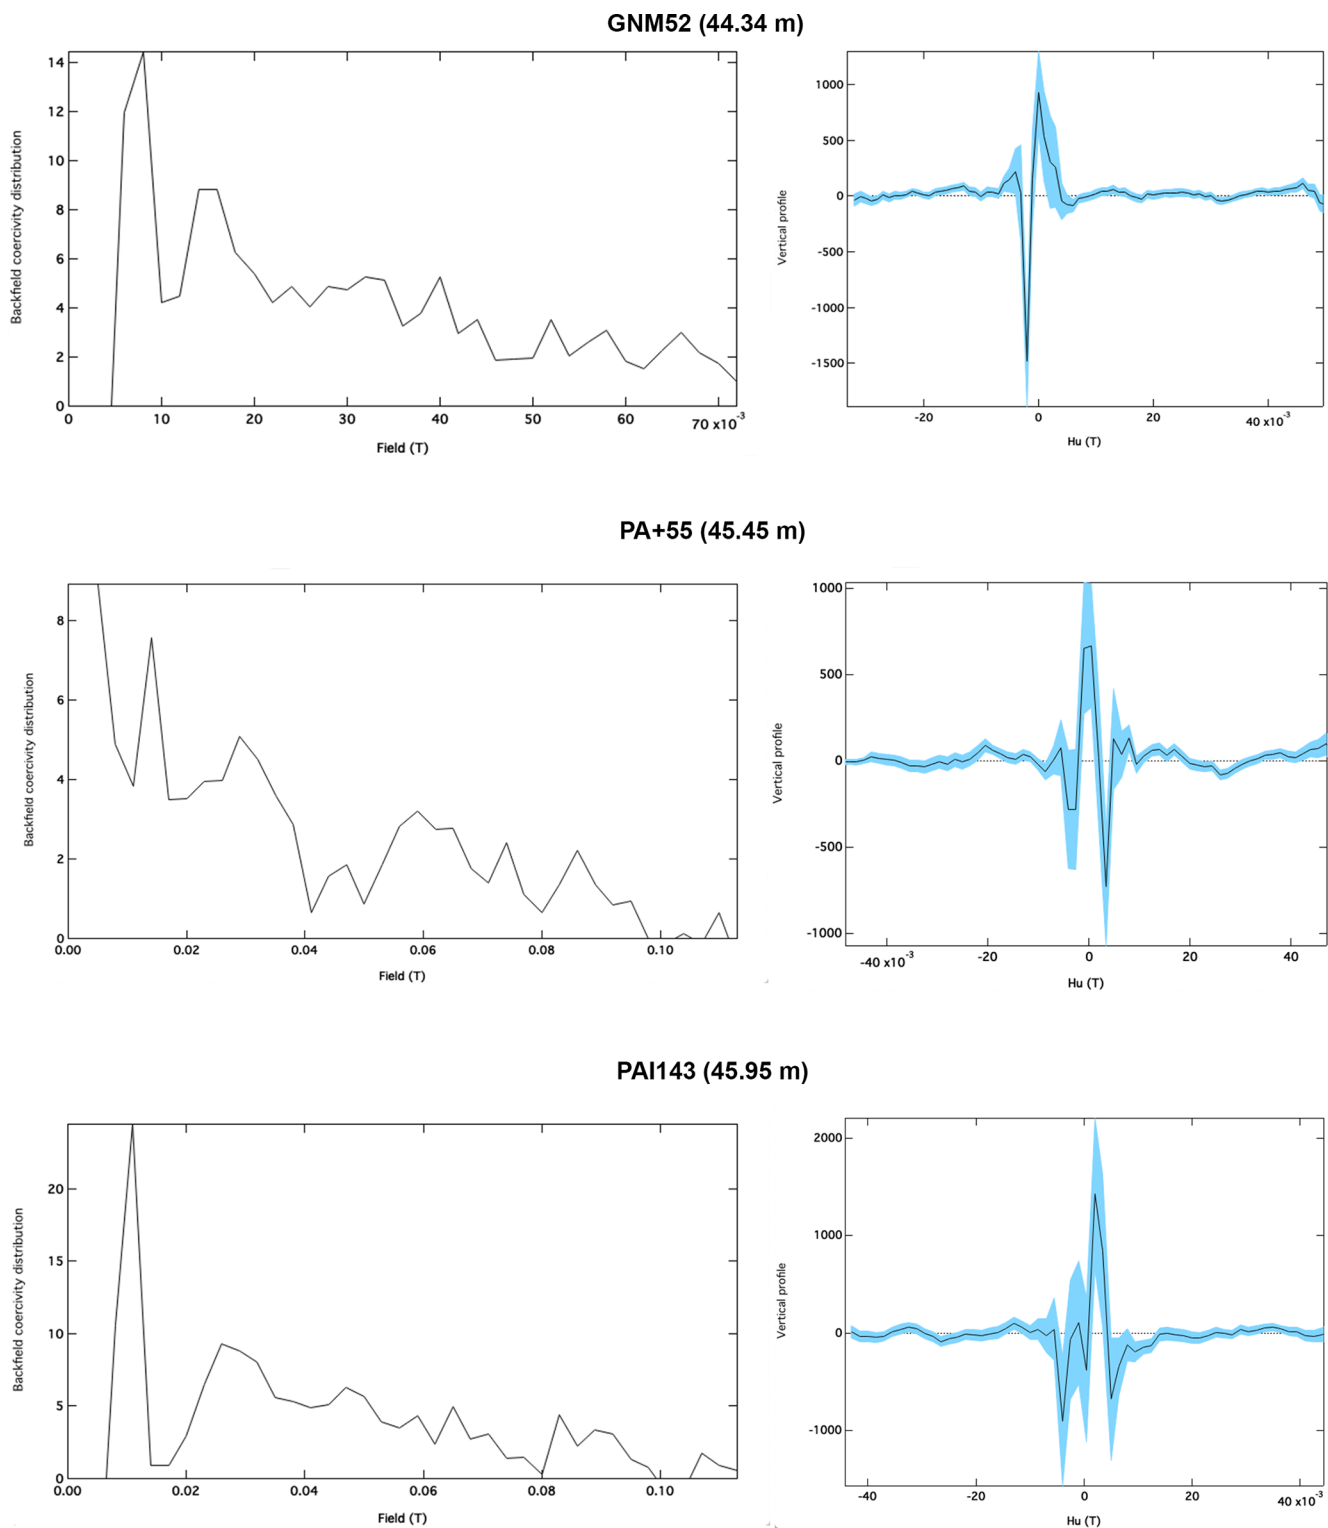 GNM52 (44.34 m)
Backfield coercivity distribution
14
12
10
8
6
4
2
0
0 10 20 30 40 50 60 70 x10-3
Field (T)
Vertical profile
1000
500
0
-500
-1000
-1500
-20 0 20 40 x10-3
Hu (T)
PA+55 (45.45 m)
Backfield coercivity distribution
8
6
4
2
0
0.00 0.02 0.04 0.06 0.08 0.10
Field (T)
Vertical profile
1000
500
0
-500
-1000
-40 x10-3 -20 0 20 40
Hu (T)
PAI143 (45.95 m)
Backfield coercivity distribution
20
15
10
5
0
0.00 0.02 0.04 0.06 0.08 0.10
Field (T)
Vertical profile
2000
1000
0
-1000
-40 -20 0 20 40 x10-3
Hu (T)